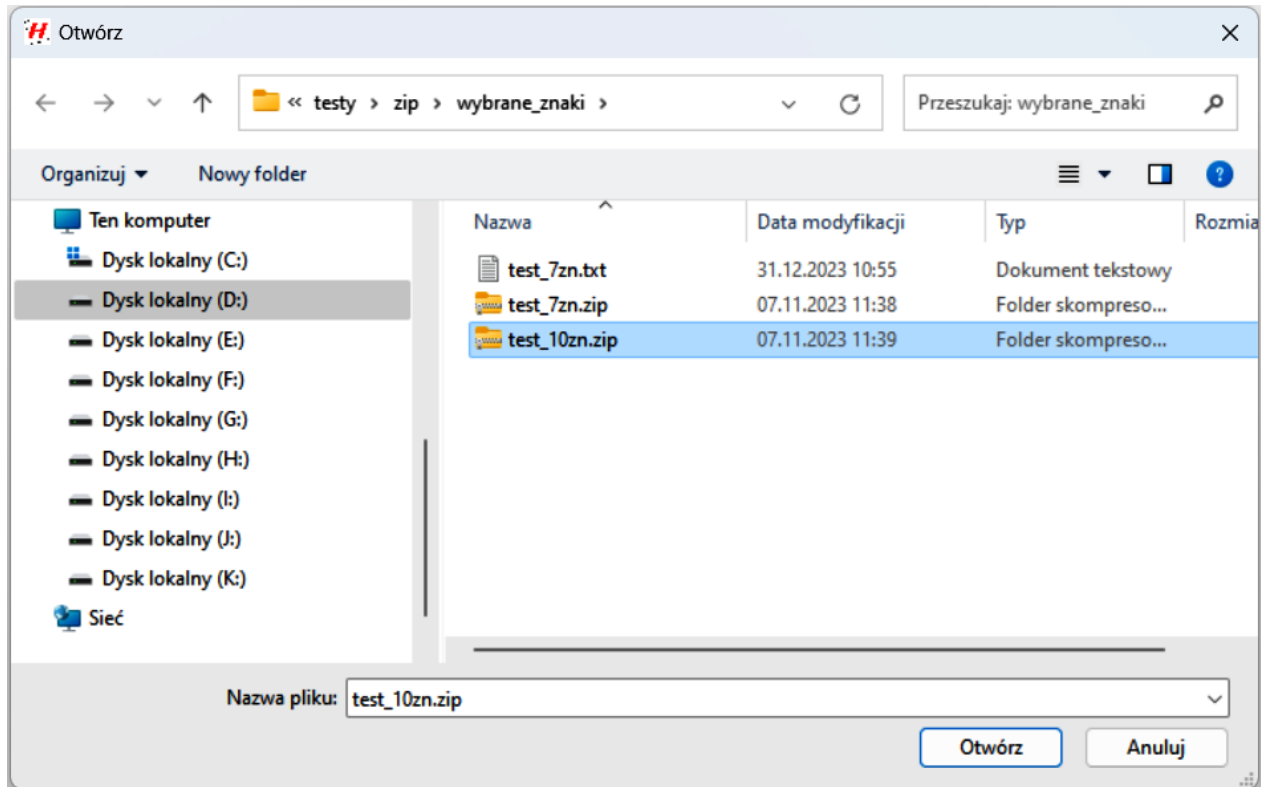 Otwórz
« testy > zip > wybrane_znaki >
Przeszukaj: wybrane_znaki
Organizuj
Nowy folder
?
Ten komputer
Dysk lokalny (C:)
Dysk lokalny (D:)
Dysk lokalny (E:)
Dysk lokalny (F:)
Dysk lokalny (G:)
Dysk lokalny (H:)
Dysk lokalny (I:)
Dysk lokalny (J:)
Dysk lokalny (K:)
Sieć
Nazwa Data modyfikacji Typ Rozmia
test_7zn.txt 31.12.2023 10:55 Dokument tekstowy
test_7zn.zip 07.11.2023 11:38 Folder skompreso...
test_10zn.zip 07.11.2023 11:39 Folder skompreso...
Nazwa pliku: test_10zn.zip
Otwórz Anuluj